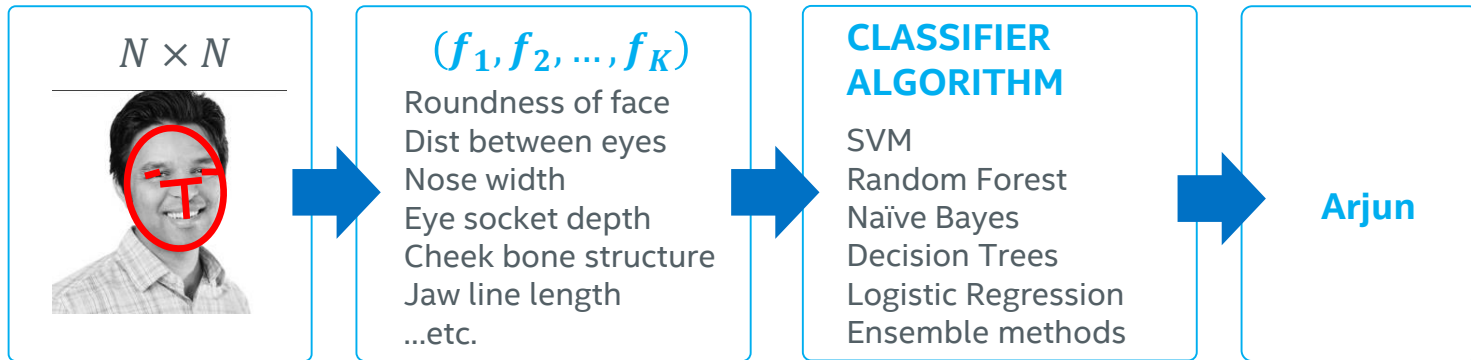 N × N
(f₁, f₂, ..., f_K)
Roundness of face
Dist between eyes
Nose width
Eye socket depth
Cheek bone structure
Jaw line length
...etc.
CLASSIFIER
ALGORITHM
SVM
Random Forest
Naïve Bayes
Decision Trees
Logistic Regression
Ensemble methods
Arjun